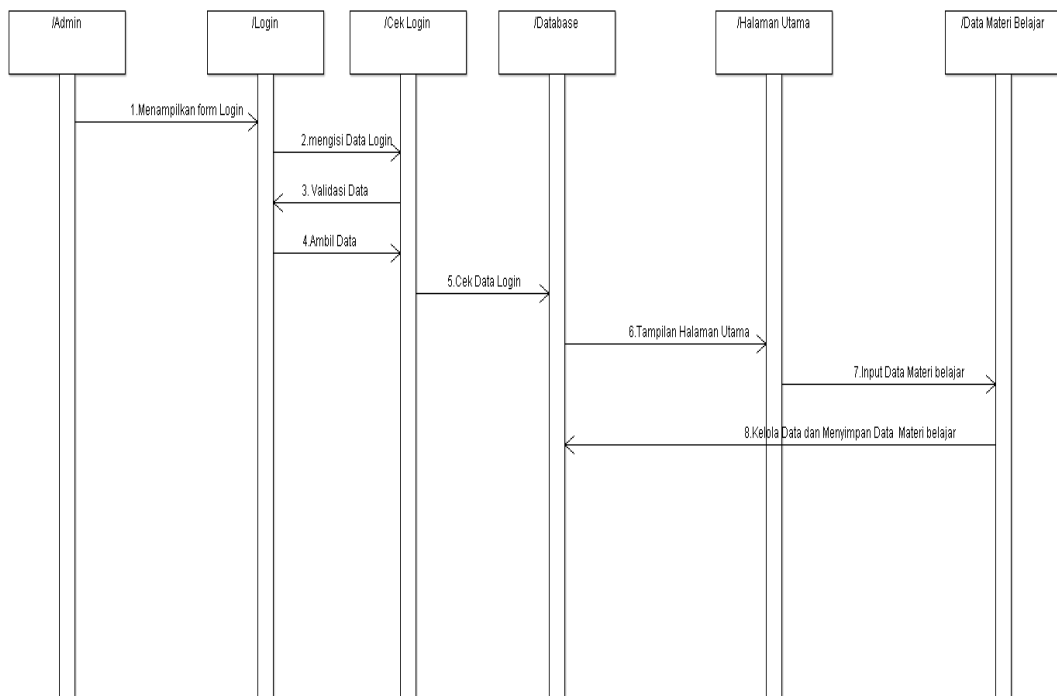 /Admin
/Login
/Cek Login
/Database
/Halaman Utama
/Data Materi Belajar
1.Menampilkan form Login
2.mengisi Data Login
3. Validasi Data
4.Ambil Data
5.Cek Data Login
6.Tampilan Halaman Utama
7.Input Data Materi belajar
8.Kelola Data dan Menyimpan Data Materi belajar